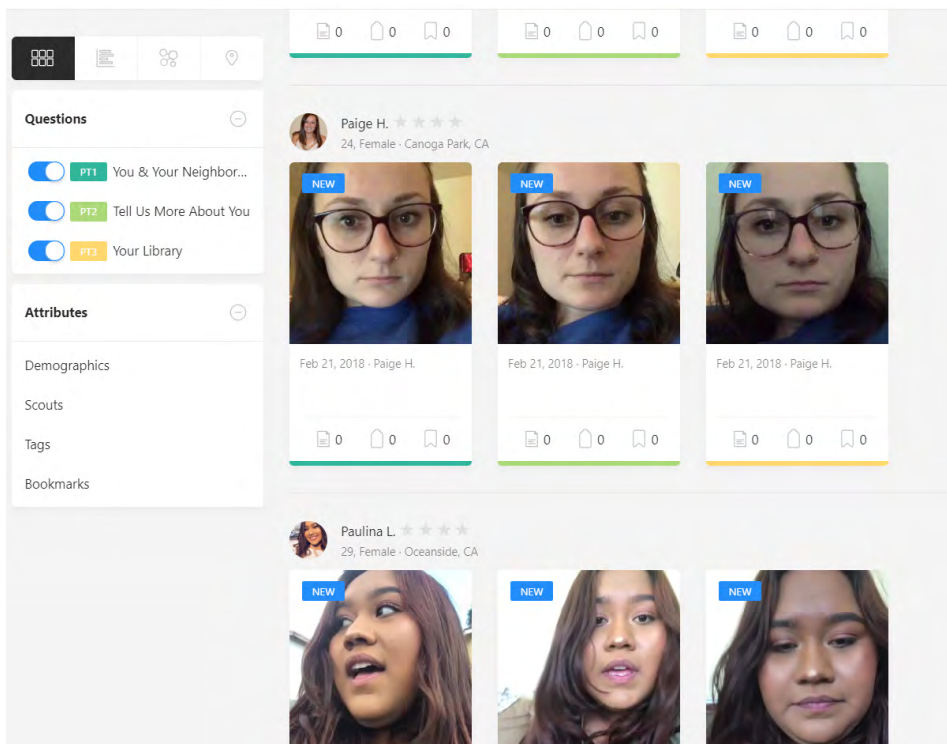 0 0 0
0 0 0
0 0 0
Questions
PT1 You & Your Neighbor...
PT2 Tell Us More About You
PT3 Your Library
Attributes
Demographics
Scouts
Tags
Bookmarks
Paige H.
24, Female · Canoga Park, CA
NEW
NEW
NEW
Feb 21, 2018 · Paige H.
Feb 21, 2018 · Paige H.
Feb 21, 2018 · Paige H.
0 0 0
0 0 0
0 0 0
Paulina L.
29, Female · Oceanside, CA
NEW
NEW
NEW